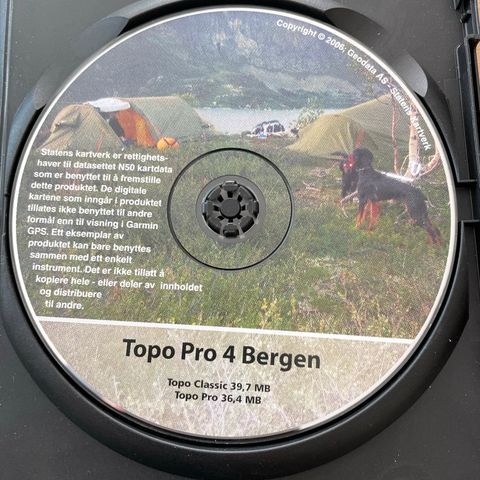 Copyright © 2006, Geodata AS - Statens Kartverk
Statens kartverk er rettighets-
haver til datasettet N50 kartdata
som er benyttet til å fremstille
dette produktet. De digitale
kartene som inngår i produktet
tillates ikke benyttet til andre
formål enn til visning i Garmin
GPS. Ett eksemplar av
produktet kan bare benyttes
sammen med ett enkelt
instrument. Det er ikke tillatt å
kopiere hele - eller deler av innholdet
og distribuere
til andre.
Topo Pro 4 Bergen
Topo Classic 39,7 MB
Topo Pro 36,4 MB